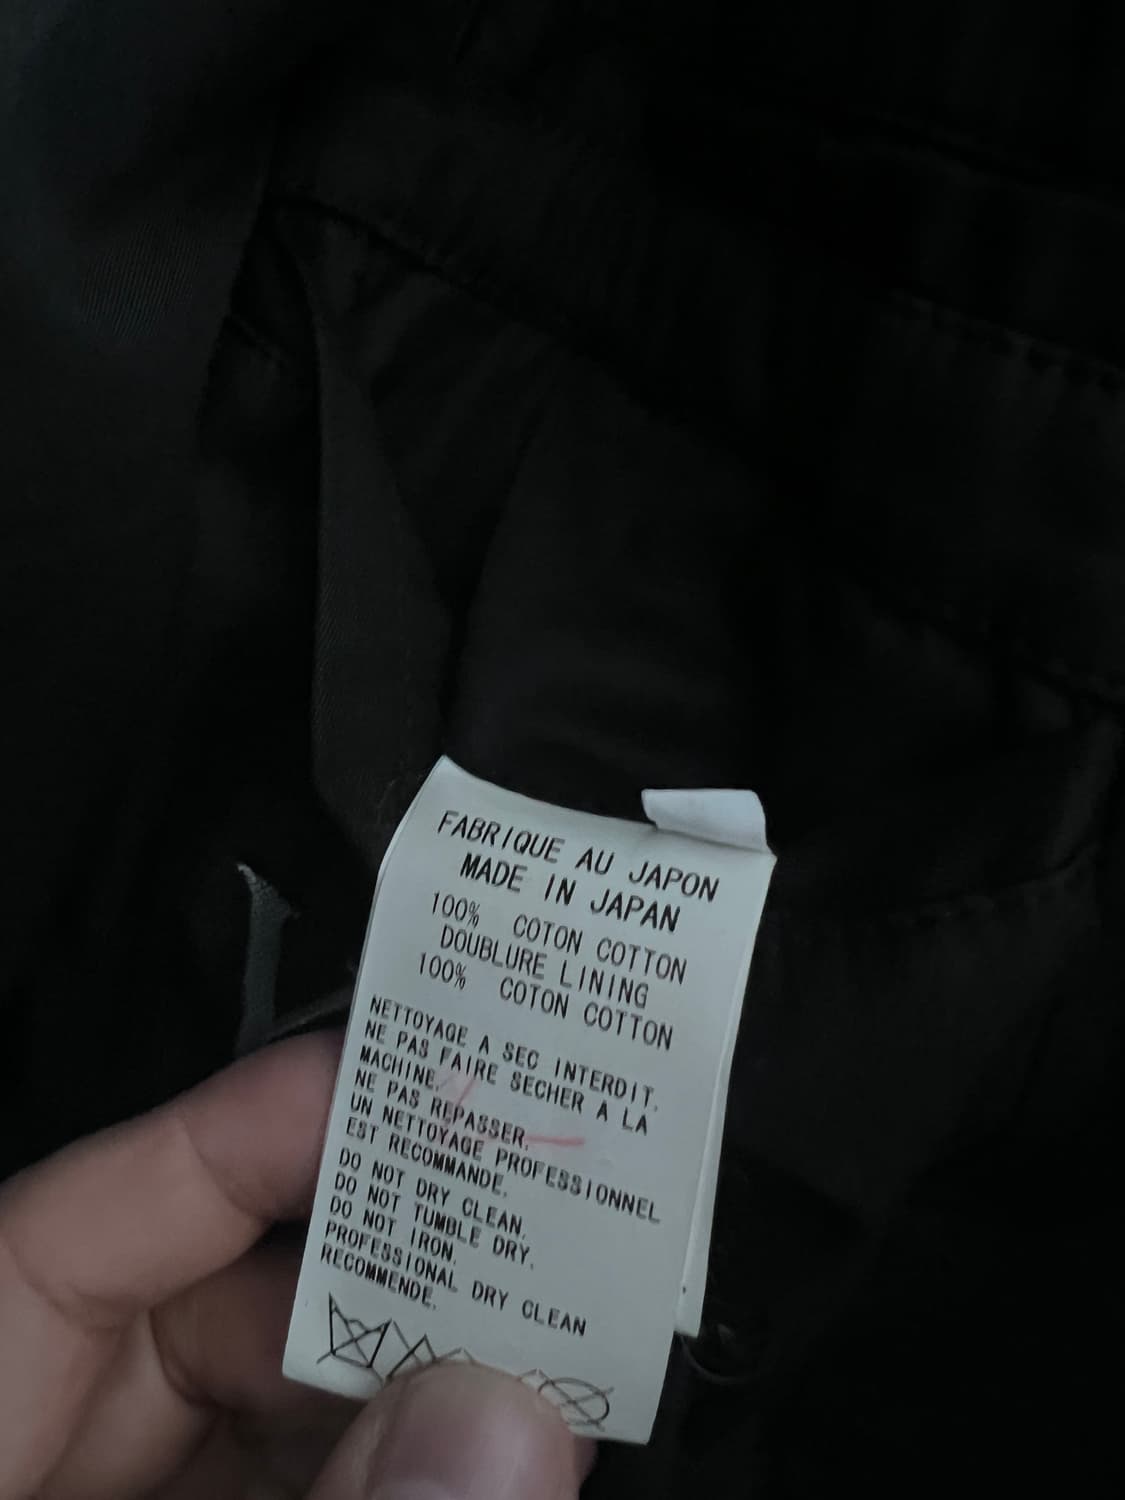 FABRIQUE AU JAPON
MADE IN JAPAN
100% COTON COTTON
DOUBLURE LINING
100% COTON COTTON
NETTOYAGE A SEC INTERDIT.
NE PAS FAIRE SECHER A LA
MACHINE.
NE PAS REPASSER.
UN NETTOYAGE PROFESSIONNEL
EST RECOMMANDE.
DO NOT DRY CLEAN.
DO NOT TUMBLE DRY.
DO NOT IRON.
PROFESSIONAL DRY CLEAN
RECOMMENDE.